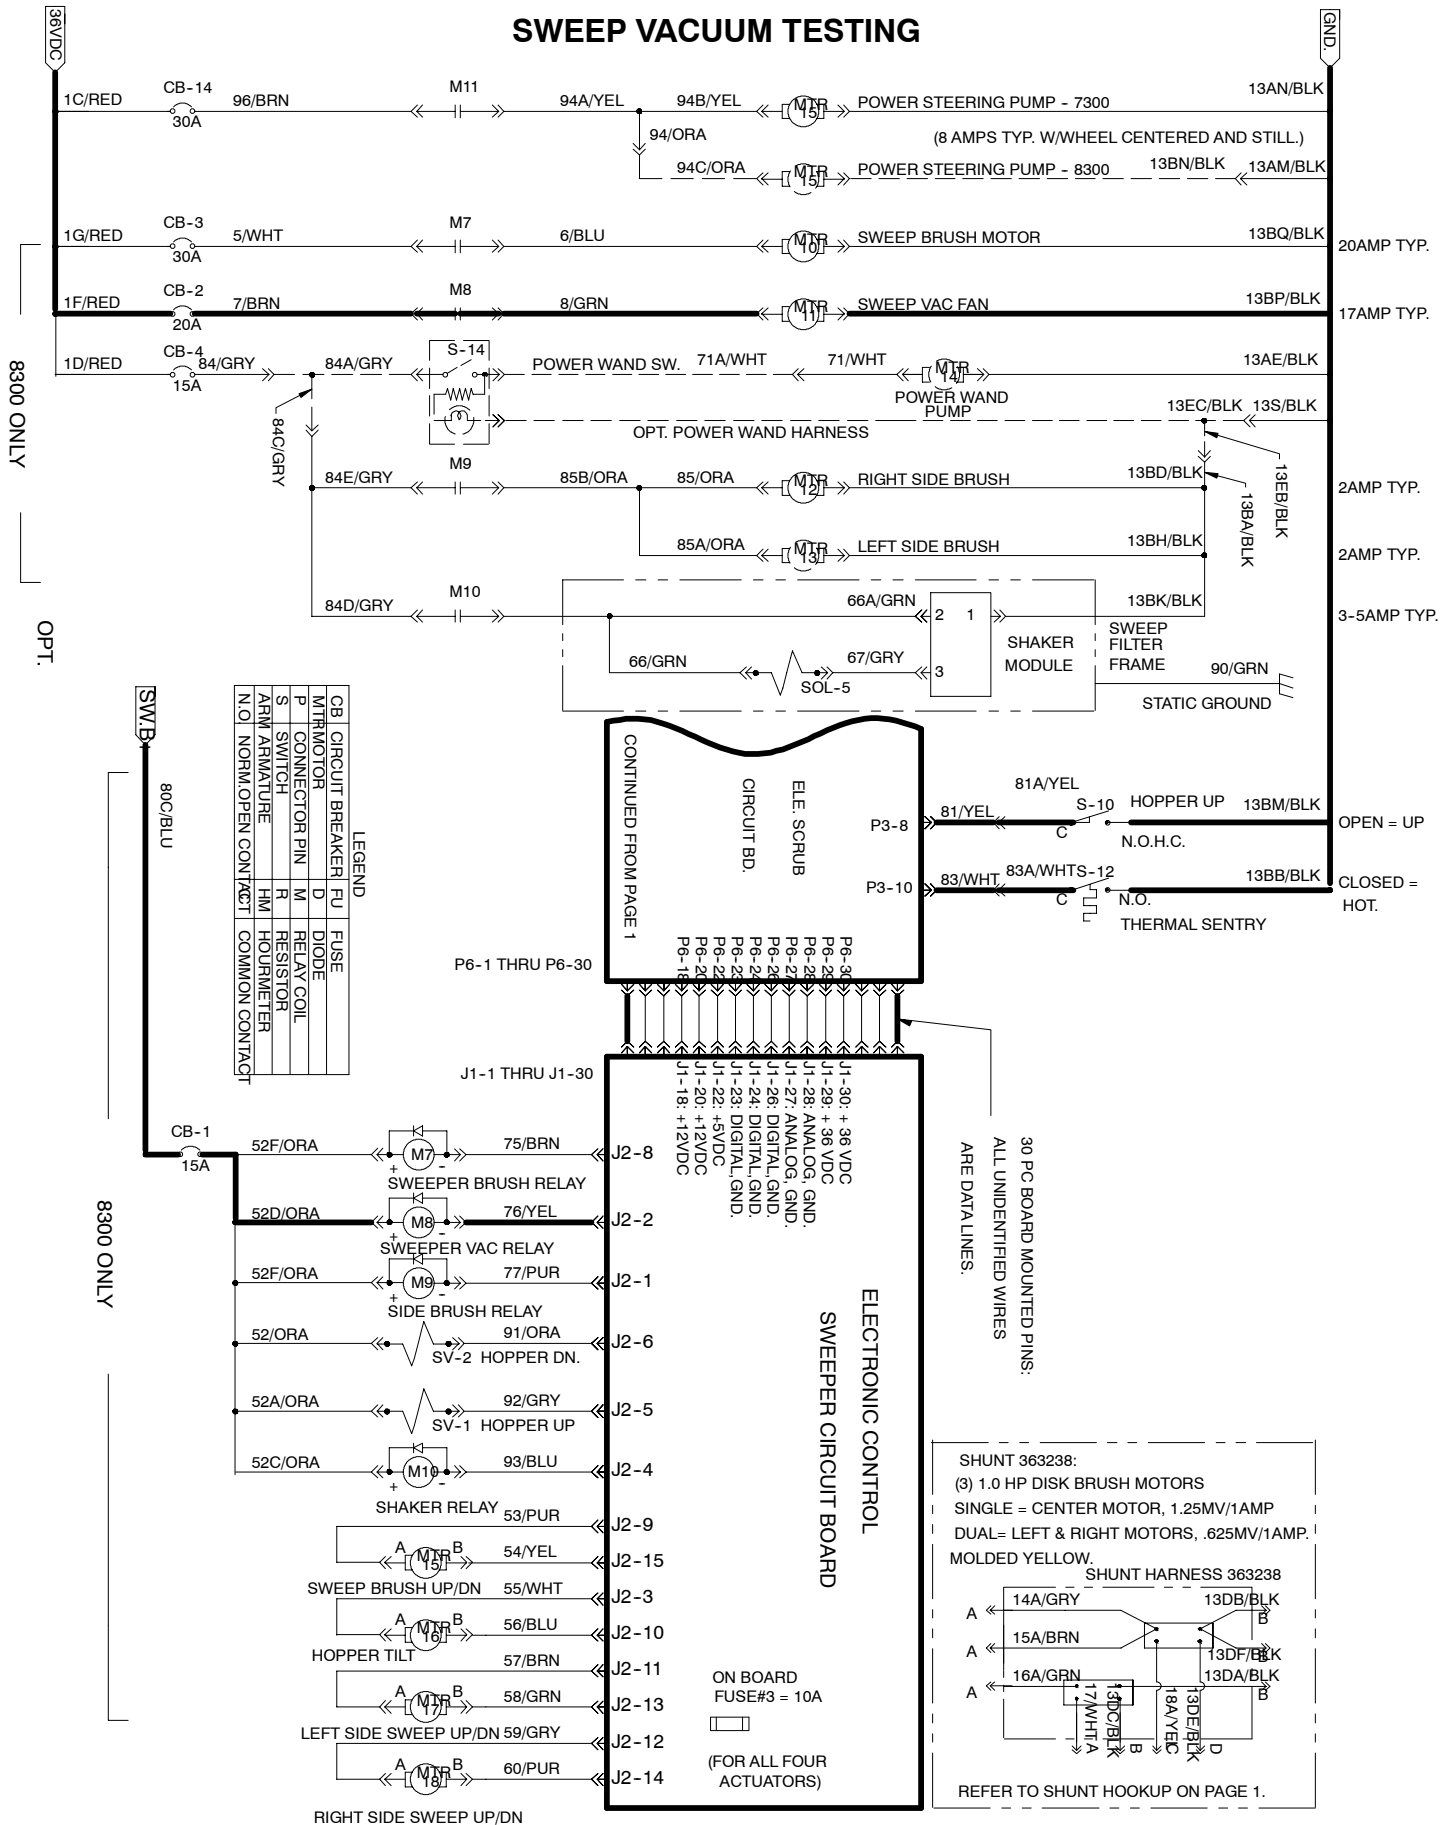 SWEEP VACUUM TESTING
36VDC
GND.
1C/RED
CB-14
30A
96/BRN
M11
94A/YEL
94B/YEL
MTR
15
POWER STEERING PUMP - 7300
13AN/BLK
94/ORA
(8 AMPS TYP. W/WHEEL CENTERED AND STILL.)
94C/ORA
MTR
15
POWER STEERING PUMP - 8300
13BN/BLK
13AM/BLK
1G/RED
CB-3
30A
5/WHT
M7
6/BLU
MTR
10
SWEEP BRUSH MOTOR
13BQ/BLK
20AMP TYP.
1F/RED
CB-2
20A
7/BRN
M8
8/GRN
MTR
11
SWEEP VAC FAN
13BP/BLK
17AMP TYP.
1D/RED
CB-4
15A
84/GRY
84A/GRY
S-14
POWER WAND SW.
71A/WHT
71/WHT
MTR
14
POWER WAND
PUMP
13AE/BLK
8300 ONLY
OPT.
84C/GRY
OPT. POWER WAND HARNESS
13EC/BLK
13S/BLK
13EB/BLK
13BA/BLK
84E/GRY
M9
85B/ORA
85/ORA
MTR
12
RIGHT SIDE BRUSH
13BD/BLK
2AMP TYP.
85A/ORA
MTR
13
LEFT SIDE BRUSH
13BH/BLK
2AMP TYP.
84D/GRY
M10
66A/GRN
2
1
13BK/BLK
3-5AMP TYP.
SHAKER
MODULE
SWEEP
FILTER
FRAME
66/GRN
SOL-5
67/GRY
3
90/GRN
STATIC GROUND
SW.B+
80C/BLU
LEGEND
CB CIRCUIT BREAKER FU FUSE
MTR MOTOR D DIODE
P CONNECTOR PIN M RELAY COIL
S SWITCH R RESISTOR
ARM ARMATURE HM HOURMETER
N.O. NORM.OPEN CONTACT C COMMON CONTACT
CONTINUED FROM PAGE 1
ELE. SCRUB
CIRCUIT BD.
P3-8
81/YEL
81A/YEL
S-10
C
HOPPER UP
N.O.H.C.
13BM/BLK
OPEN = UP
P3-10
83/WHT
83A/WHT
S-12
C
N.O.
13BB/BLK
THERMAL SENTRY
CLOSED =
HOT.
P6-1 THRU P6-30
P6-18
P6-20
P6-22
P6-23
P6-24
P6-26
P6-27
P6-28
P6-29
P6-30
J1-1 THRU J1-30
J1-18: +12VDC
J1-20: +12VDC
J1-22: +5VDC
J1-23: DIGITAL, GND.
J1-24: DIGITAL, GND.
J1-26: DIGITAL, GND.
J1-27: ANALOG, GND.
J1-28: ANALOG, GND.
J1-29: + 36 VDC
J1-30: + 36 VDC
30 PC BOARD MOUNTED PINS:
ALL UNIDENTIFIED WIRES
ARE DATA LINES.
8300 ONLY
CB-1
15A
52F/ORA
+
M7
-
75/BRN
J2-8
SWEEPER BRUSH RELAY
52D/ORA
+
M8
-
76/YEL
J2-2
SWEEPER VAC RELAY
52F/ORA
+
M9
-
77/PUR
J2-1
SIDE BRUSH RELAY
52/ORA
91/ORA
J2-6
SV-2 HOPPER DN.
52A/ORA
92/GRY
J2-5
SV-1 HOPPER UP
52C/ORA
+
M10
-
93/BLU
J2-4
SHAKER RELAY
53/PUR
J2-9
A
MTR
15
B
54/YEL
J2-15
SWEEP BRUSH UP/DN
55/WHT
J2-3
A
MTR
16
B
56/BLU
J2-10
HOPPER TILT
57/BRN
J2-11
A
MTR
17
B
58/GRN
J2-13
LEFT SIDE SWEEP UP/DN
59/GRY
J2-12
A
MTR
18
B
60/PUR
J2-14
RIGHT SIDE SWEEP UP/DN
ELECTRONIC CONTROL
SWEEPER CIRCUIT BOARD
ON BOARD
FUSE#3 = 10A
(FOR ALL FOUR
ACTUATORS)
SHUNT 363238:
(3) 1.0 HP DISK BRUSH MOTORS
SINGLE = CENTER MOTOR, 1.25MV/1AMP
DUAL= LEFT & RIGHT MOTORS, .625MV/1AMP.
MOLDED YELLOW.
SHUNT HARNESS 363238
A
14A/GRY
13DB/BLK
B
A
15A/BRN
13DF/BLK
B
A
16A/GRN
13DA/BLK
B
17/WHT A
13DC/BLK
B
18A/YEL
C
13DE/BLK
D
REFER TO SHUNT HOOKUP ON PAGE 1.